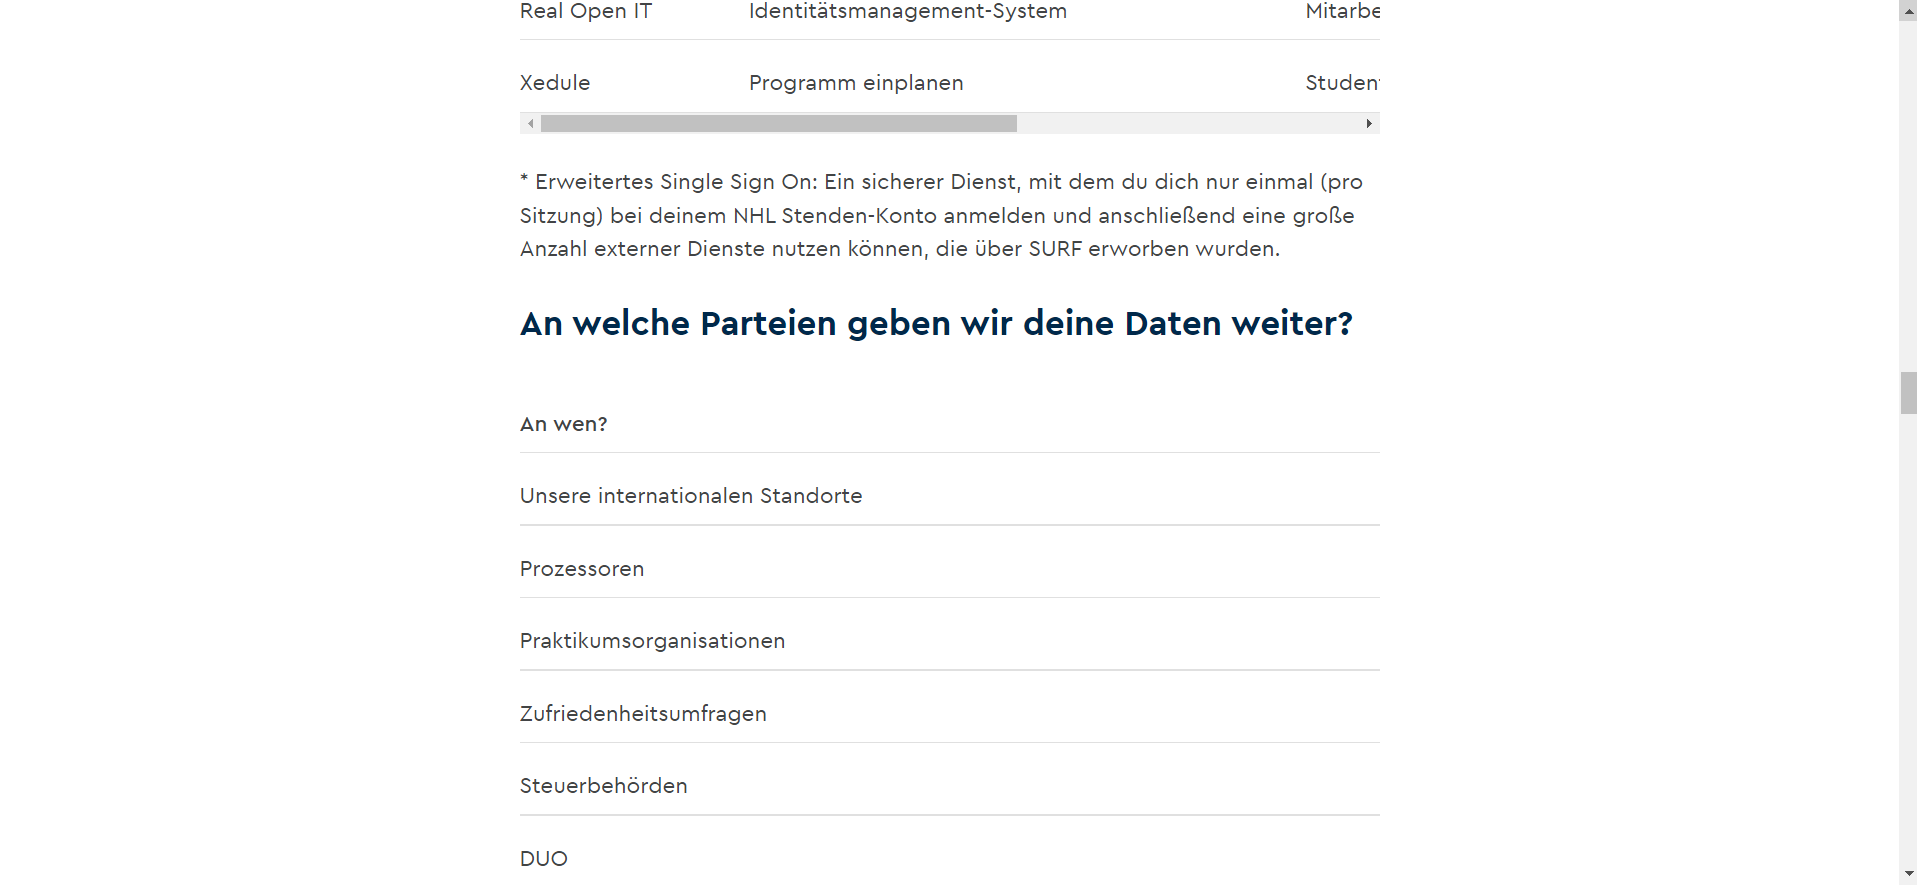 Real Open IT Identitätsmanagement-System Mitarbe
Xedule Programm einplanen Student
* Erweitertes Single Sign On: Ein sicherer Dienst, mit dem du dich nur einmal (pro
Sitzung) bei deinem NHL Stenden-Konto anmelden und anschließend eine große
Anzahl externer Dienste nutzen können, die über SURF erworben wurden.
An welche Parteien geben wir deine Daten weiter?
An wen?
Unsere internationalen Standorte
Prozessoren
Praktikumsorganisationen
Zufriedenheitsumfragen
Steuerbehörden
DUO